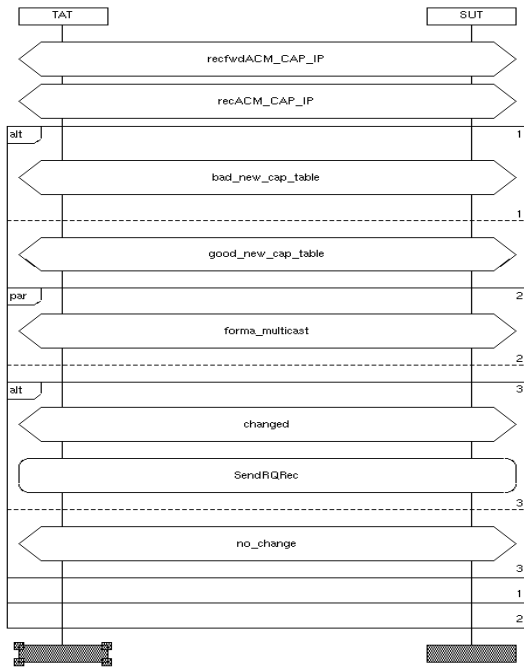 TAT
SUT
recfwdACM_CAP_IP
recACM_CAP_IP
alt
1
bad_new_cap_table
1
good_new_cap_table
par
2
forma_multicast
2
alt
3
changed
SendRQRec
3
no_change
3
1
2